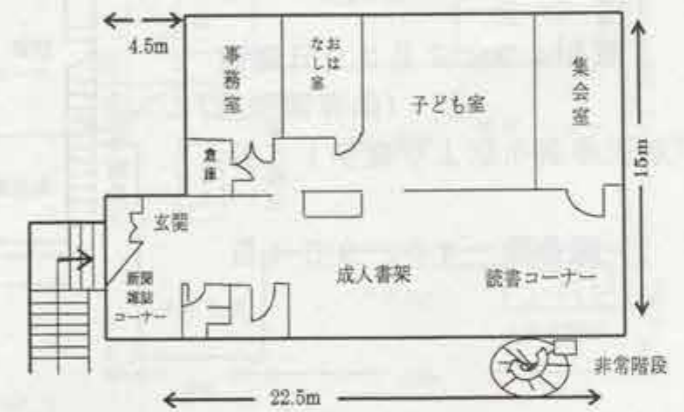 4.5m
事務室
おはなし室
子ども室
集会室
倉庫
15m
玄関
新聞
雑誌
コーナー
成人書架
読書コーナー
非常階段
22.5m